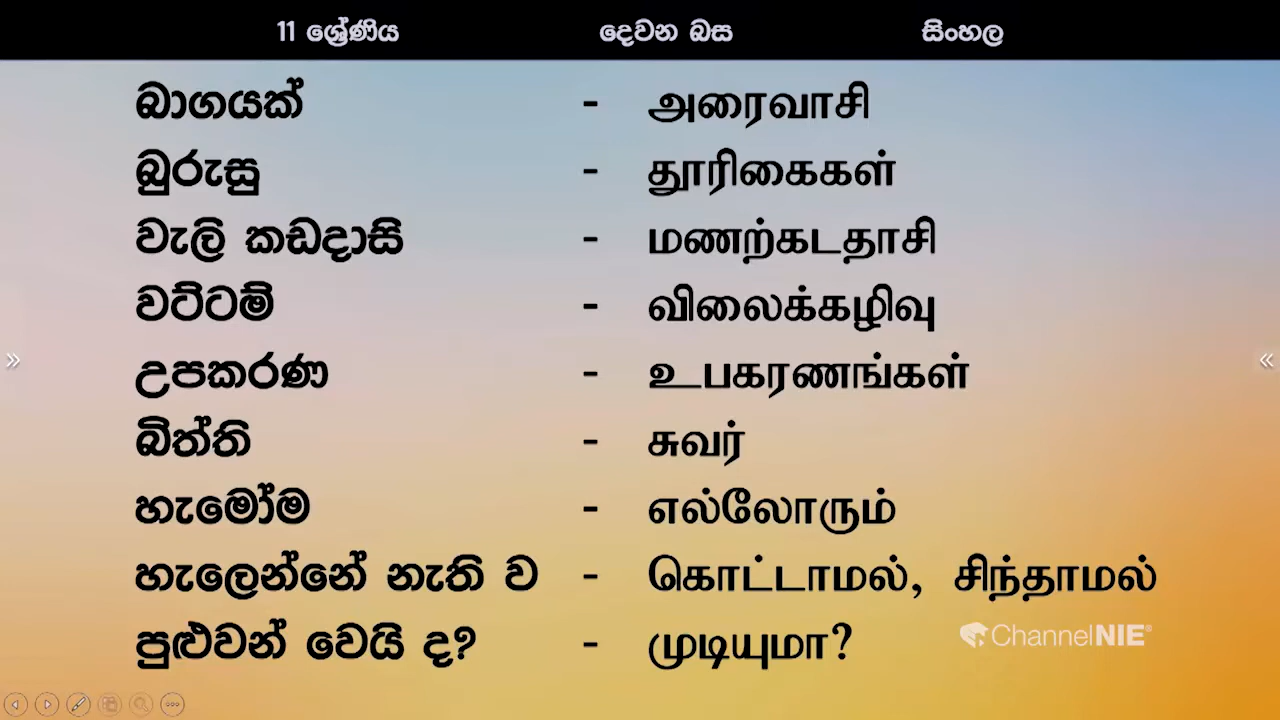 11 ශ්‍රේණිය දෙවන බස සිංහල
බාගයක් - அரைவாசி
බුරුසු - தூரிகைகள்
වැලි කඩදාසි - மணற்கடதாசி
වට්ටම් - விலைக்கழிவு
උපකරණ - உபகரணங்கள்
බිත්ති - சுவர்
හැමෝම - எல்லோரும்
හැලෙන්නේ නැති ව - கொட்டாமல், சிந்தாமல்
පුළුවන් වෙයි ද? - முடியுமா?
ChannelNIE®